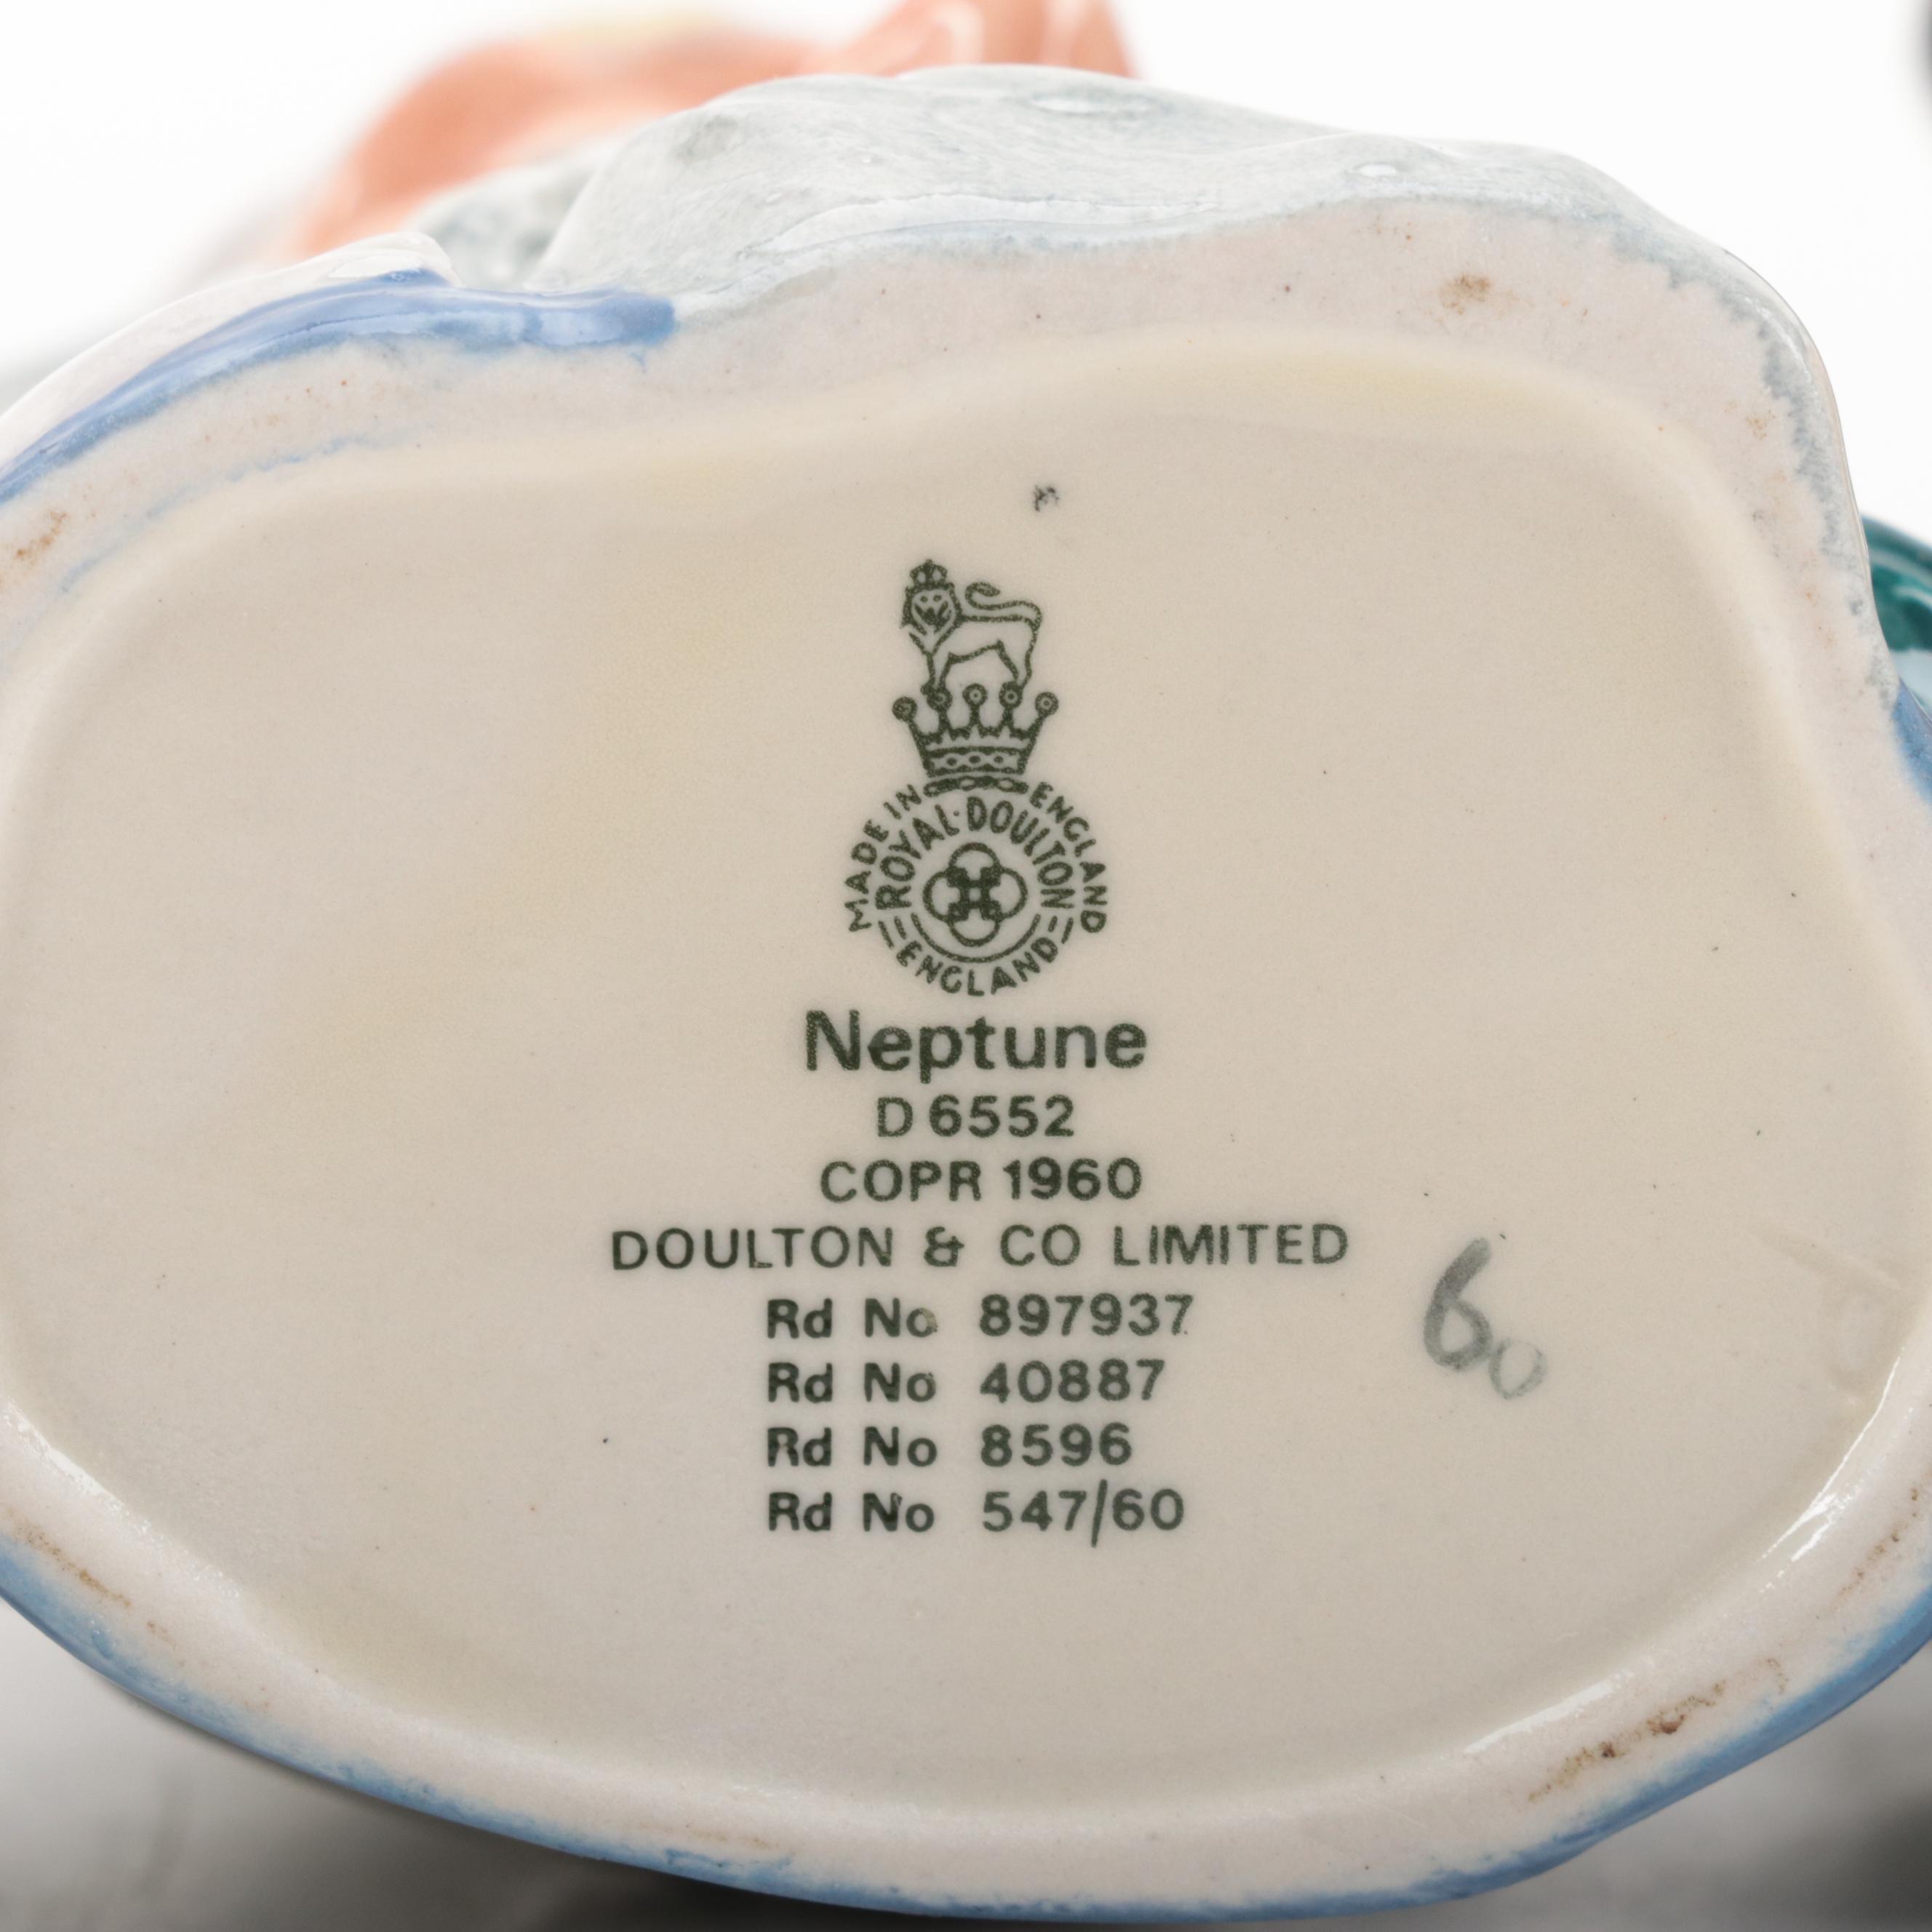 MADE IN ENGLAND
ROYAL·DOULTON
ENGLAND
Neptune
D 6552
COPR 1960
DOULTON & CO LIMITED
Rd No 897937
Rd No 40887
Rd No 8596
Rd No 547/60
60